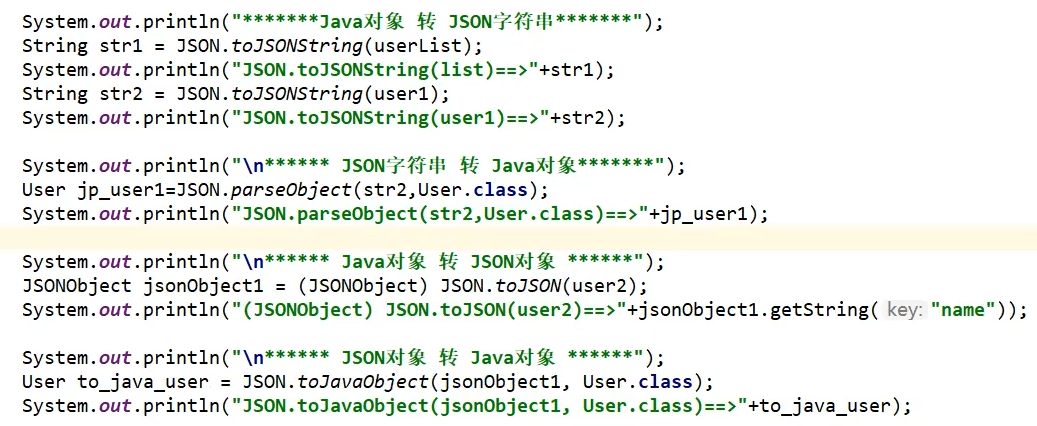 System.out.println("*******Java对象 转 JSON字符串*******");
String str1 = JSON.toJSONString(userList);
System.out.println("JSON.toJSONString(list)==>"+str1);
String str2 = JSON.toJSONString(user1);
System.out.println("JSON.toJSONString(user1)==>"+str2);
System.out.println("\n****** JSON字符串 转 Java对象*******");
User jp_user1=JSON.parseObject(str2,User.class);
System.out.println("JSON.parseObject(str2,User.class)==>"+jp_user1);
System.out.println("\n****** Java对象 转 JSON对象 ******");
JSONObject jsonObject1 = (JSONObject) JSON.toJSON(user2);
System.out.println("(JSONObject) JSON.toJSON(user2)==>"+jsonObject1.getString( key: "name"));
System.out.println("\n****** JSON对象 转 Java对象 ******");
User to_java_user = JSON.toJavaObject(jsonObject1, User.class);
System.out.println("JSON.toJavaObject(jsonObject1, User.class)==>"+to_java_user);